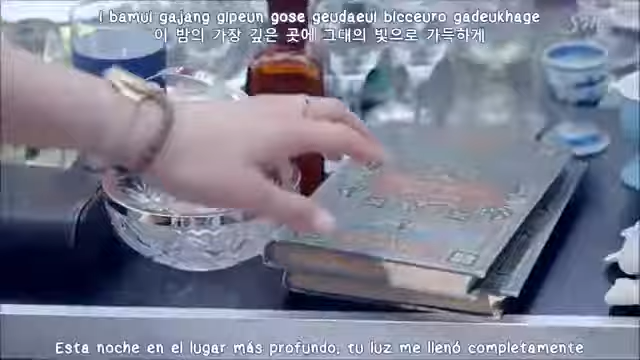 i bamui gajang gipeun gose geudaeui bicceuro gadeukhage
이 밤의 가장 깊은 곳에 그대의 빛으로 가득하게
Esta noche en el lugar más profundo, tu luz me llenó completamente